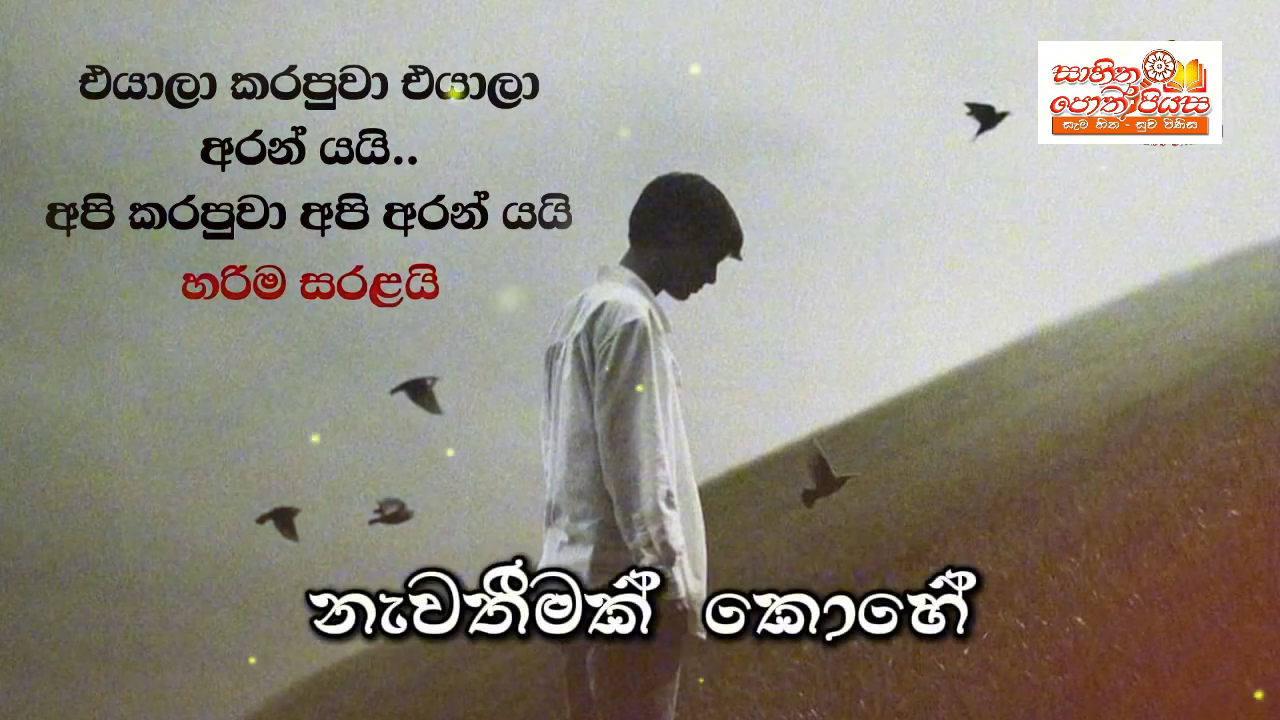 එයාලා කරපුවා එයාලා
අරන් යයි..
අපි කරපුවා අපි අරන් යයි
හරිම සරළයි
සාහිත්‍ය
පොත් පියස
සැම හිත - සුව පිණිස
නැවතීමක් කොහේ